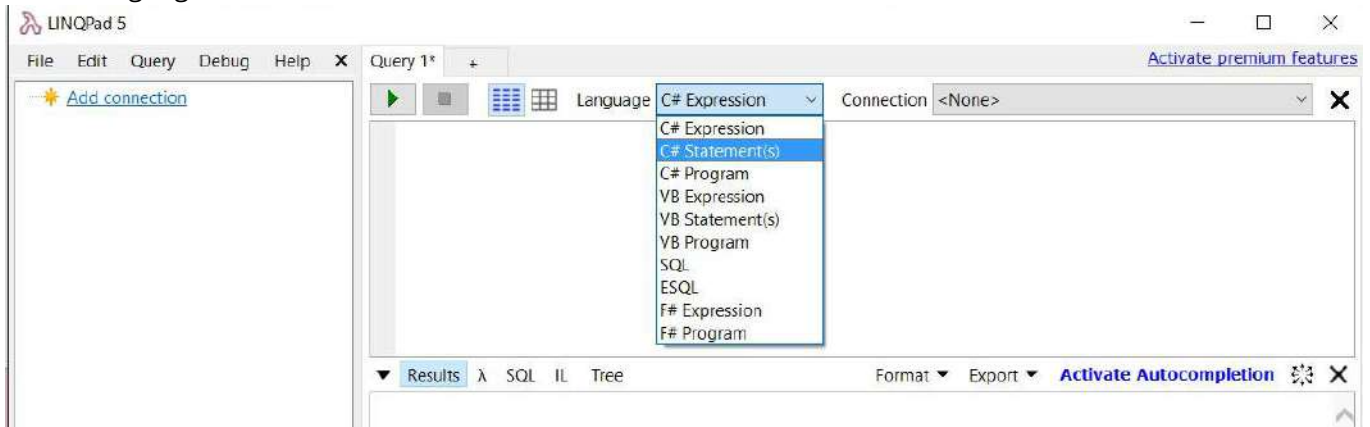 LINQPad 5
File Edit Query Debug Help X Query 1* + Activate premium features
Add connection
Language C# Expression Connection <None>
C# Expression
C# Statement(s)
C# Program
VB Expression
VB Statement(s)
VB Program
SQL
ESQL
F# Expression
F# Program
Results λ SQL IL Tree Format Export Activate Autocompletion